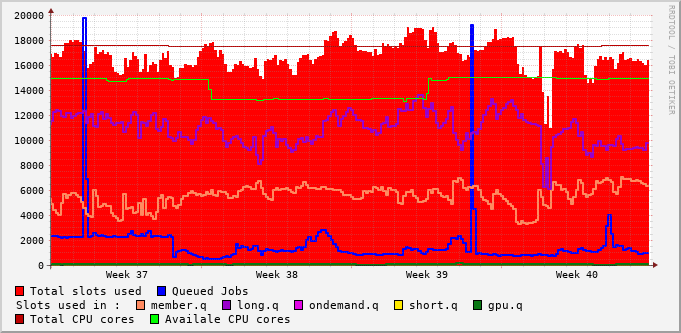 20000
18000
16000
14000
12000
10000
8000
6000
4000
2000
0
Week 37 Week 38 Week 39 Week 40
Total slots used Queued Jobs
Slots used in : member.q long.q ondemand.q short.q gpu.q
Total CPU cores Availale CPU cores
RRDTOOL / TOBI OETIKER